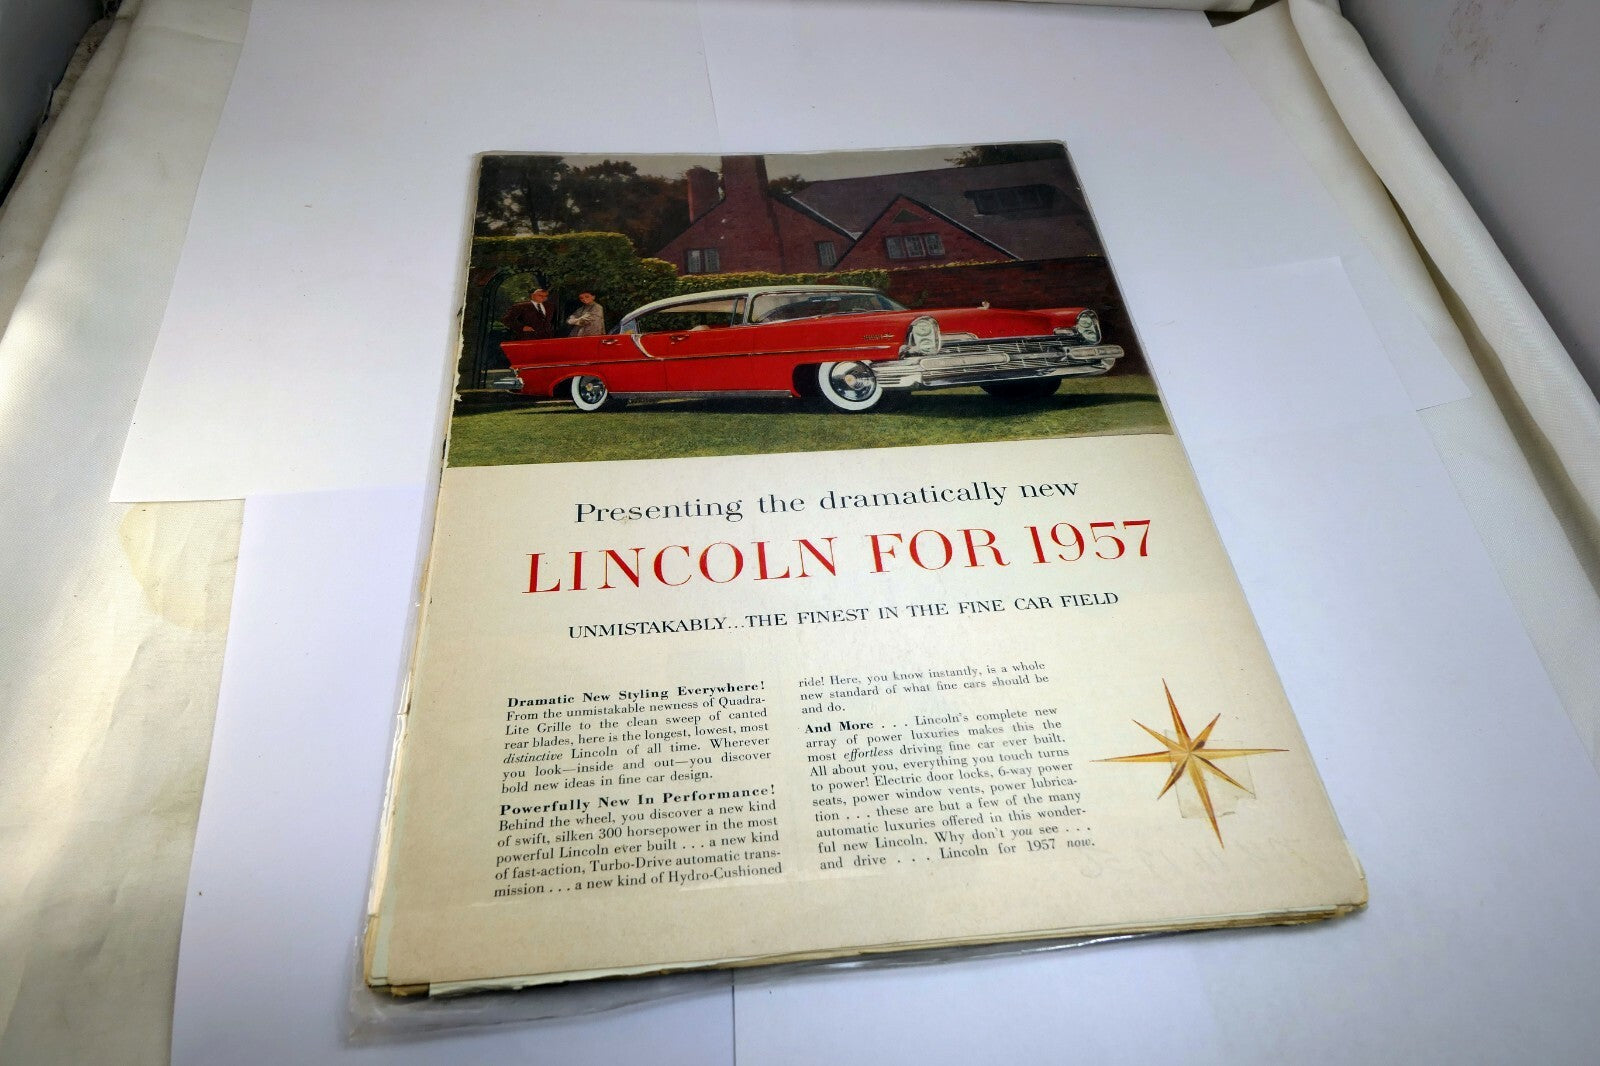 Presenting the dramatically new
LINCOLN FOR 1957
UNMISTAKABLY...THE FINEST IN THE FINE CAR FIELD
Dramatic New Styling Everywhere!
From the unmistakable newness of Quadra-
Lite Grille to the clean sweep of canted
rear blades, here is the longest, lowest, most
distinctive Lincoln of all time. Wherever
you look—inside and out—you discover
bold new ideas in fine car design.
Powerfully New In Performance!
Behind the wheel, you discover a new kind
of swift, silken 300 horsepower in the most
powerful Lincoln ever built . . . a new kind
of fast-action, Turbo-Drive automatic trans-
mission . . . a new kind of Hydro-Cushioned
ride! Here, you know instantly, is a whole
new standard of what fine cars should be
and do.
And More . . . Lincoln's complete new
array of power luxuries makes this the
most effortless driving fine car ever built.
All about you, everything you touch turns
to power! Electric door locks, 6-way power
seats, power window vents, power lubrica-
tion . . . these are but a few of the many
automatic luxuries offered in this wonder-
ful new Lincoln. Why don't you see . . .
and drive . . . Lincoln for 1957 now.